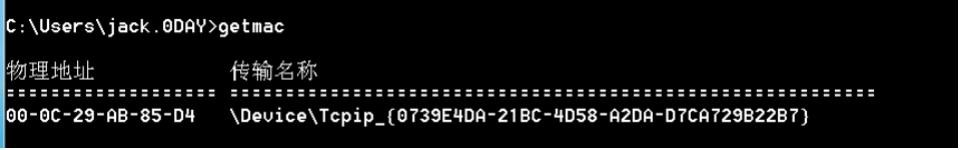 C:\Users\jack.0DAY>getmac
物理地址 传输名称
=================== ==========================================================
00-0C-29-AB-85-D4 \Device\Tcpip_{0739E4DA-21BC-4D58-A2DA-D7CA729B22B7}